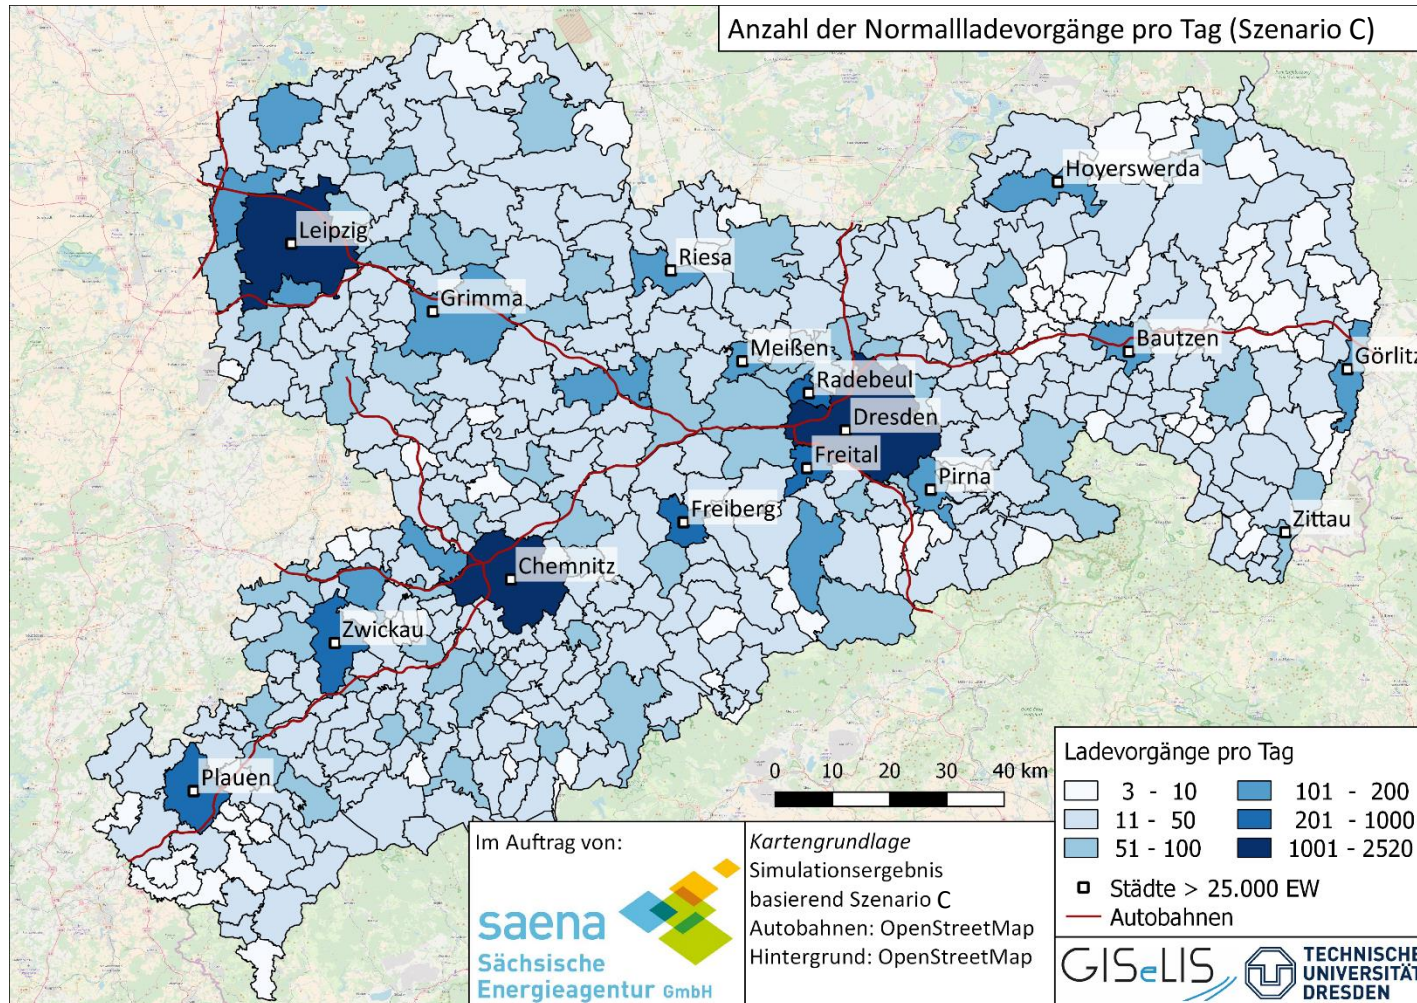 Anzahl der Normallladevorgänge pro Tag (Szenario C)
Hoyerswerda
Leipzig
Riesa
Grimma
Bautzen
Meißen
Görlitz
Radebeul
Dresden
Freital
Pirna
Freiberg
Zittau
Chemnitz
Zwickau
Plauen
0 10 20 30 40 km
Ladevorgänge pro Tag
3 - 10
11 - 50
51 - 100
101 - 200
201 - 1000
1001 - 2520
Städte > 25.000 EW
Autobahnen
Im Auftrag von:
saena
Sächsische
Energieagentur GmbH
Kartengrundlage
Simulationsergebnis
basierend Szenario C
Autobahnen: OpenStreetMap
Hintergrund: OpenStreetMap
GISeLIS
TECHNISCHE
UNIVERSITÄT
DRESDEN